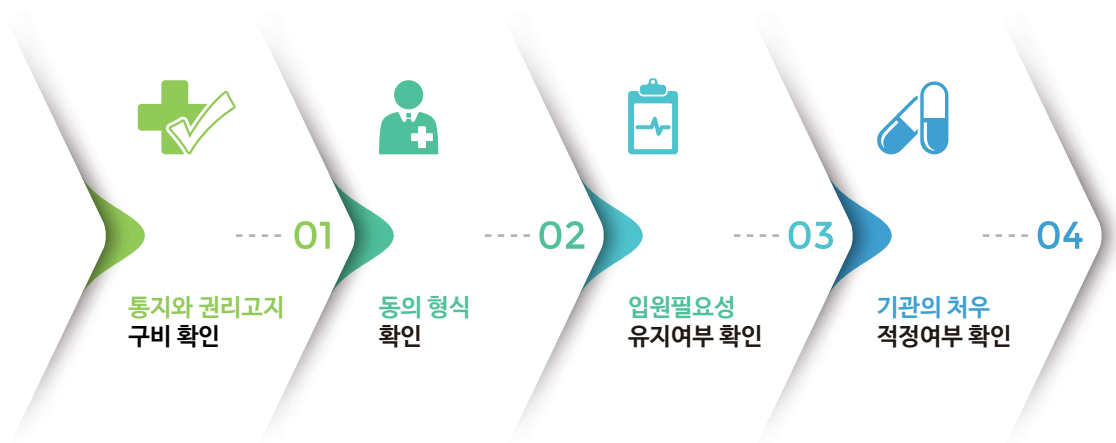 01
통지와 권리고지
구비 확인
02
동의 형식
확인
03
입원필요성
유지여부 확인
04
기관의 처우
적정여부 확인